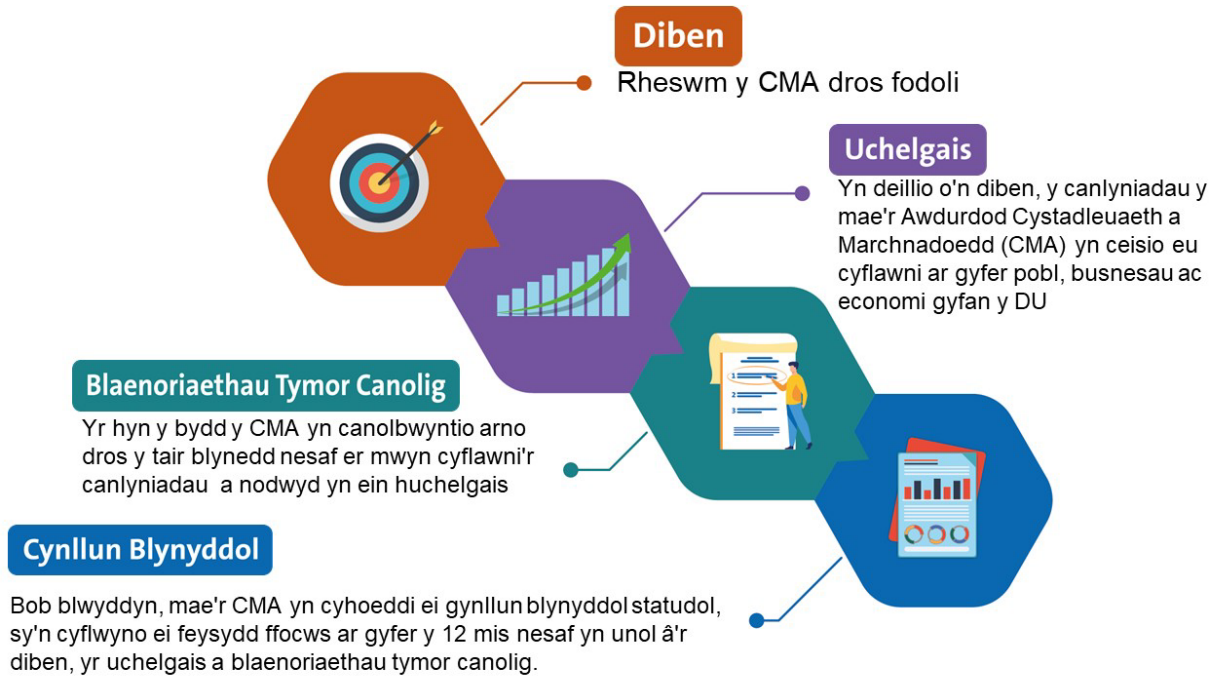 Diben
Rheswm y CMA dros fodoli
Uchelgais
Yn deillio o'n diben, y canlyniadau y
mae'r Awdurdod Cystadleuaeth a
Marchnadoedd (CMA) yn ceisio eu
cyflawni ar gyfer pobl, busnesau ac
economi gyfan y DU
Blaenoriaethau Tymor Canolig
Yr hyn y bydd y CMA yn canolbwyntio arno
dros y tair blynedd nesaf er mwyn cyflawni'r
canlyniadau a nodwyd yn ein huchelgais
1
2
3
Cynllun Blynyddol
Bob blwyddyn, mae'r CMA yn cyhoeddi ei gynllun blynyddol statudol,
sy'n cyflwyno ei feysydd ffocws ar gyfer y 12 mis nesaf yn unol â'r
diben, yr uchelgais a blaenoriaethau tymor canolig.